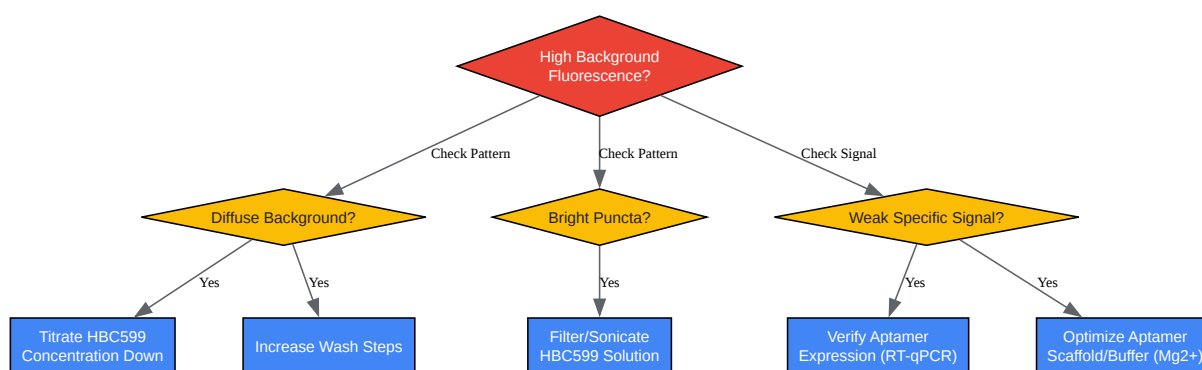 High Background
Fluorescence?
Check Pattern
Check Pattern
Check Signal
Diffuse Background?
Bright Puncta?
Weak Specific Signal?
Yes
Yes
Yes
Yes
Yes
Titrate HBC599
Concentration Down
Increase Wash Steps
Filter/Sonicate
HBC599 Solution
Verify Aptamer
Expression (RT-qPCR)
Optimize Aptamer
Scaffold/Buffer (Mg2+)